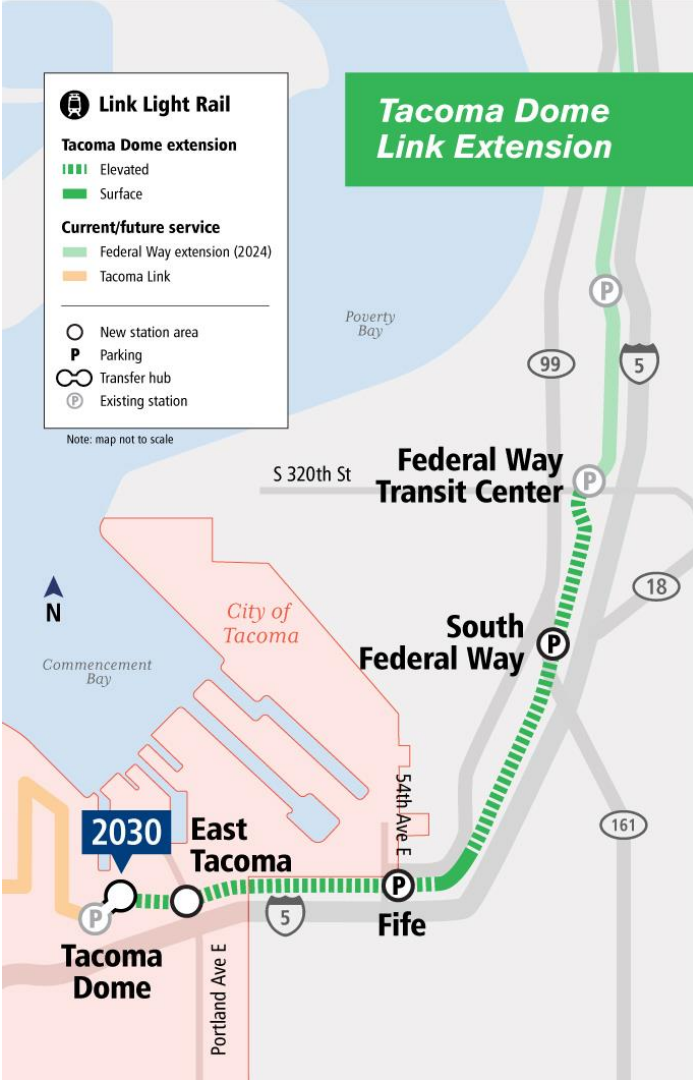 Link Light Rail
Tacoma Dome extension
Elevated
Surface
Current/future service
Federal Way extension (2024)
Tacoma Link
New station area
P Parking
Transfer hub
P Existing station
Note: map not to scale
Tacoma Dome
Link Extension
Poverty
Bay
P
99
5
S 320th St
Federal Way
Transit Center
P
N
City of
Tacoma
18
South
Federal Way
P
Commencement
Bay
54th Ave E
161
2030
East
Tacoma
P
P
5
Fife
Tacoma
Dome
Portland Ave E